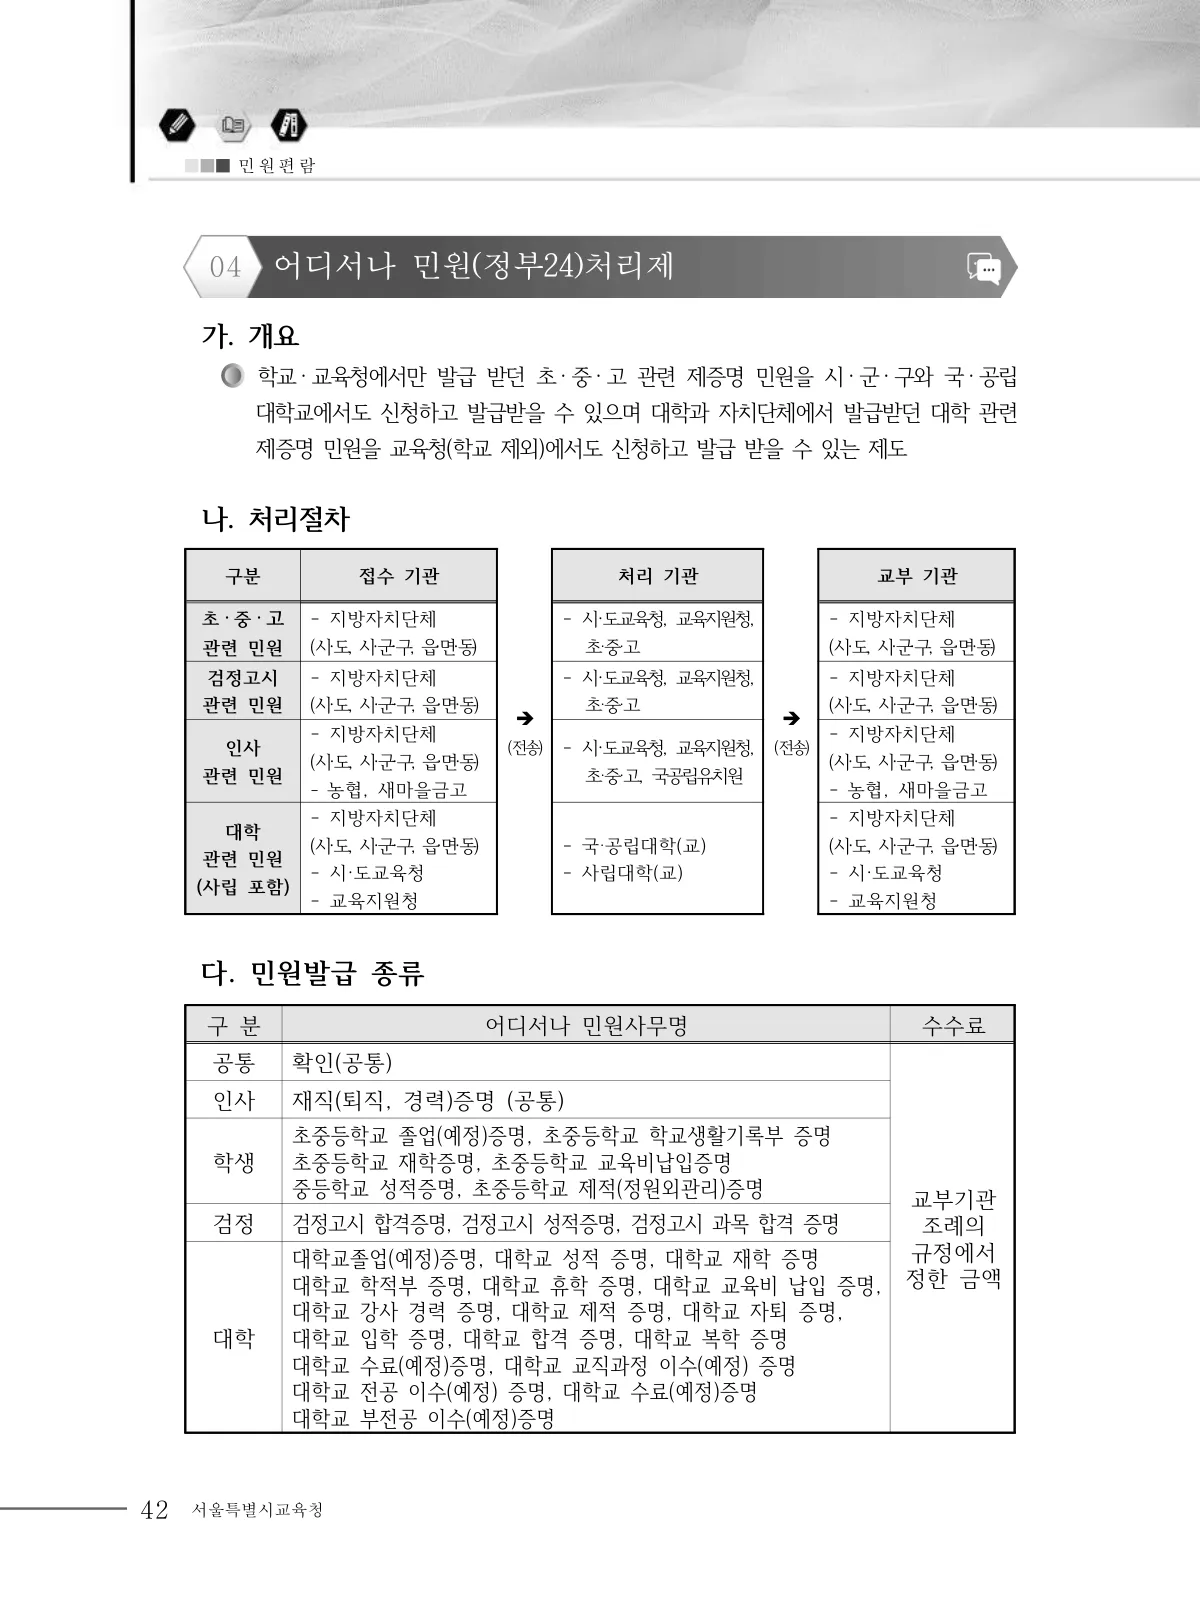 민원편람
04 어디서나 민원(정부24)처리제
가. 개요
학교·교육청에서만 발급 받던 초·중·고 관련 제증명 민원을 시·군·구와 국·공립
대학교에서도 신청하고 발급받을 수 있으며 대학과 자치단체에서 발급받던 대학 관련
제증명 민원을 교육청(학교 제외)에서도 신청하고 발급 받을 수 있는 제도
나. 처리절차
구분 접수 기관 처리 기관 교부 기관
초·중·고 - 지방자치단체 - 시·도교육청, 교육지원청, - 지방자치단체
관련 민원 (시·도, 시·군·구, 읍·면·동) 초·중·고 (시·도, 시·군·구, 읍·면·동)
검정고시 - 지방자치단체 - 시·도교육청, 교육지원청, - 지방자치단체
관련 민원 (시·도, 시·군·구, 읍·면·동) 초·중·고 (시·도, 시·군·구, 읍·면·동)
➔ ➔
(전송) (전송)
인사
관련 민원
- 지방자치단체
(시·도, 시·군·구, 읍·면·동)
- 농협, 새마을금고
- 시·도교육청, 교육지원청,
초·중·고, 국공립유치원
- 지방자치단체
(시·도, 시·군·구, 읍·면·동)
- 농협, 새마을금고
대학
관련 민원
(사립 포함)
- 지방자치단체
(시·도, 시·군·구, 읍·면·동)
- 시·도교육청
- 교육지원청
- 국·공립대학(교)
- 사립대학(교)
- 지방자치단체
(시·도, 시·군·구, 읍·면·동)
- 시·도교육청
- 교육지원청
다. 민원발급 종류
구 분 어디서나 민원사무명 수수료
공통 확인(공통)
인사 재직(퇴직, 경력)증명 (공통)
학생
초중등학교 졸업(예정)증명, 초중등학교 학교생활기록부 증명
초중등학교 재학증명, 초중등학교 교육비납입증명
중등학교 성적증명, 초중등학교 제적(정원외관리)증명
검정 검정고시 합격증명, 검정고시 성적증명, 검정고시 과목 합격 증명
대학
대학교졸업(예정)증명, 대학교 성적 증명, 대학교 재학 증명
대학교 학적부 증명, 대학교 휴학 증명, 대학교 교육비 납입 증명,
대학교 강사 경력 증명, 대학교 제적 증명, 대학교 자퇴 증명,
대학교 입학 증명, 대학교 합격 증명, 대학교 복학 증명
대학교 수료(예정)증명, 대학교 교직과정 이수(예정) 증명
대학교 전공 이수(예정) 증명, 대학교 수료(예정)증명
대학교 부전공 이수(예정)증명
교부기관
조례의
규정에서
정한 금액
42 서울특별시교육청